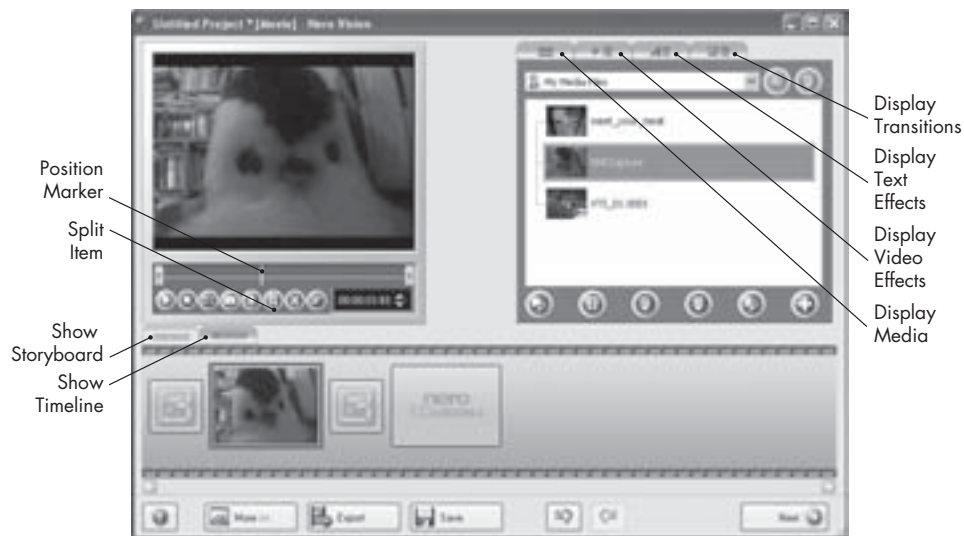 Untitled Project * [Movie] - Nero Vision
My Media Files
Display
Transitions
Display
Text
Effects
Display
Video
Effects
Display
Media
Position
Marker
Split
Item
Show
Storyboard
Show
Timeline
nero
More >>
Export
Save
Next